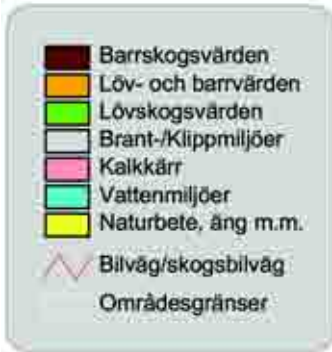 Barrskogsvärden
Löv- och barrvärden
Lövskogsvärden
Brant-/Klippmiljöer
Kalkkärr
Vattenmiljöer
Naturbete, äng m.m.
Bilväg/skogsbilväg
Områdesgränser